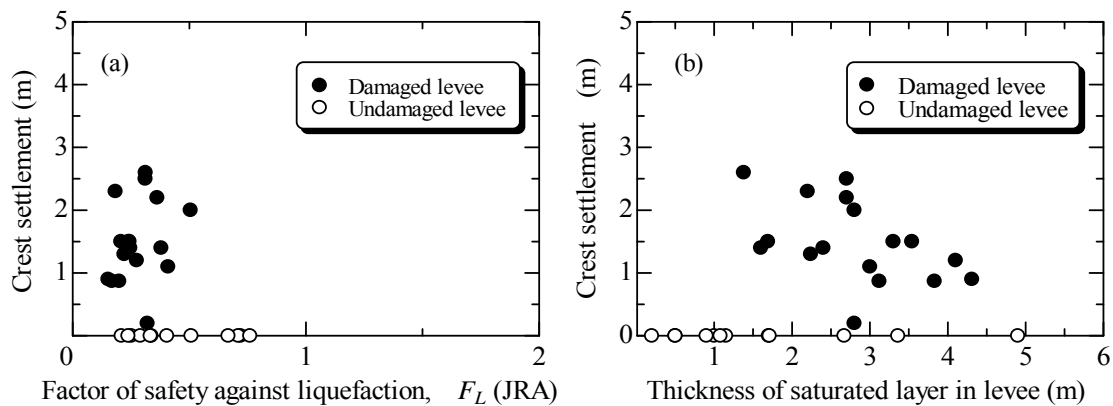 5
4
3
2
1
0
Crest settlement (m)
(a)
Damaged levee
Undamaged levee
0
1
2
Factor of safety against liquefaction, F_L (JRA)
5
4
3
2
1
0
Crest settlement (m)
(b)
Damaged levee
Undamaged levee
1
2
3
4
5
6
Thickness of saturated layer in levee (m)